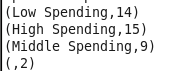 (Low Spending,14)
(High Spending,15)
(Middle Spending,9)
(,2)